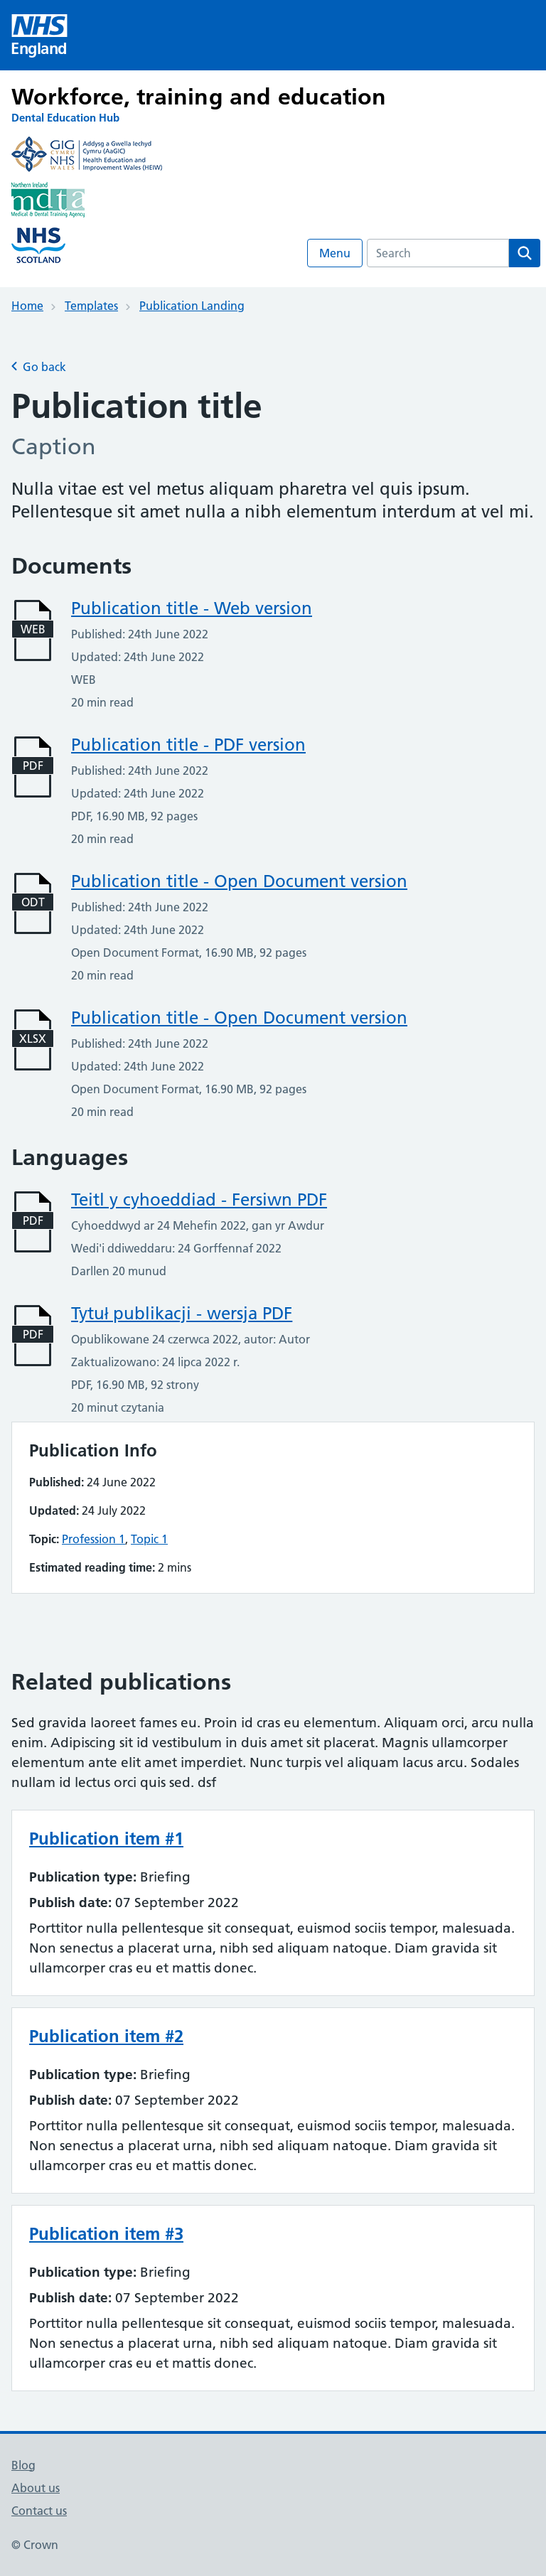 NHS
England
Workforce, training and education
Dental Education Hub
GIG
CYMRU
NHS
WALES
Addysg a Gwella Iechyd
Cymru (AaGIC)
Health Education and
Improvement Wales (HEIW)
Northern Ireland
mdta
Medical & Dental Training Agency
NHS
SCOTLAND
Menu
Search
Home
Templates
Publication Landing
Go back
Publication title
Caption
Nulla vitae est vel metus aliquam pharetra vel quis ipsum.
Pellentesque sit amet nulla a nibh elementum interdum at vel mi.
Documents
WEB
Publication title - Web version
Published: 24th June 2022
Updated: 24th June 2022
WEB
20 min read
PDF
Publication title - PDF version
Published: 24th June 2022
Updated: 24th June 2022
PDF, 16.90 MB, 92 pages
20 min read
ODT
Publication title - Open Document version
Published: 24th June 2022
Updated: 24th June 2022
Open Document Format, 16.90 MB, 92 pages
20 min read
XLSX
Publication title - Open Document version
Published: 24th June 2022
Updated: 24th June 2022
Open Document Format, 16.90 MB, 92 pages
20 min read
Languages
PDF
Teitl y cyhoeddiad - Fersiwn PDF
Cyhoeddwyd ar 24 Mehefin 2022, gan yr Awdur
Wedi'i ddiweddaru: 24 Gorffennaf 2022
Darllen 20 munud
PDF
Tytuł publikacji - wersja PDF
Opublikowane 24 czerwca 2022, autor: Autor
Zaktualizowano: 24 lipca 2022 r.
PDF, 16.90 MB, 92 strony
20 minut czytania
Publication Info
Published: 24 June 2022
Updated: 24 July 2022
Topic: Profession 1, Topic 1
Estimated reading time: 2 mins
Related publications
Sed gravida laoreet fames eu. Proin id cras eu elementum. Aliquam orci, arcu nulla
enim. Adipiscing sit id vestibulum in duis amet sit placerat. Magnis ullamcorper
elementum ante elit amet imperdiet. Nunc turpis vel aliquam lacus arcu. Sodales
nullam id lectus orci quis sed. dsf
Publication item #1
Publication type: Briefing
Publish date: 07 September 2022
Porttitor nulla pellentesque sit consequat, euismod sociis tempor, malesuada.
Non senectus a placerat urna, nibh sed aliquam natoque. Diam gravida sit
ullamcorper cras eu et mattis donec.
Publication item #2
Publication type: Briefing
Publish date: 07 September 2022
Porttitor nulla pellentesque sit consequat, euismod sociis tempor, malesuada.
Non senectus a placerat urna, nibh sed aliquam natoque. Diam gravida sit
ullamcorper cras eu et mattis donec.
Publication item #3
Publication type: Briefing
Publish date: 07 September 2022
Porttitor nulla pellentesque sit consequat, euismod sociis tempor, malesuada.
Non senectus a placerat urna, nibh sed aliquam natoque. Diam gravida sit
ullamcorper cras eu et mattis donec.
Blog
About us
Contact us
© Crown